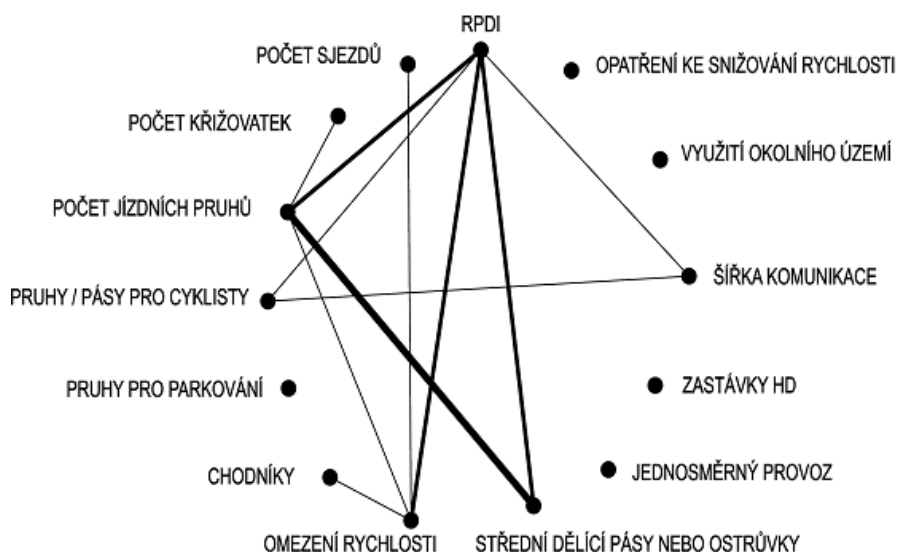 RPDI
POČET SJEZDŮ
OPATŘENÍ KE SNIŽOVÁNÍ RYCHLOSTI
POČET KŘIŽOVATEK
VYUŽITÍ OKOLNÍHO ÚZEMÍ
POČET JÍZDNÍCH PRUHŮ
ŠÍŘKA KOMUNIKACE
PRUHY / PÁSY PRO CYKLISTY
PRUHY PRO PARKOVÁNÍ
ZASTÁVKY HD
CHODNÍKY
JEDNOSMĚRNÝ PROVOZ
OMEZENÍ RYCHLOSTI
STŘEDNÍ DĚLÍCÍ PÁSY NEBO OSTRŮVKY